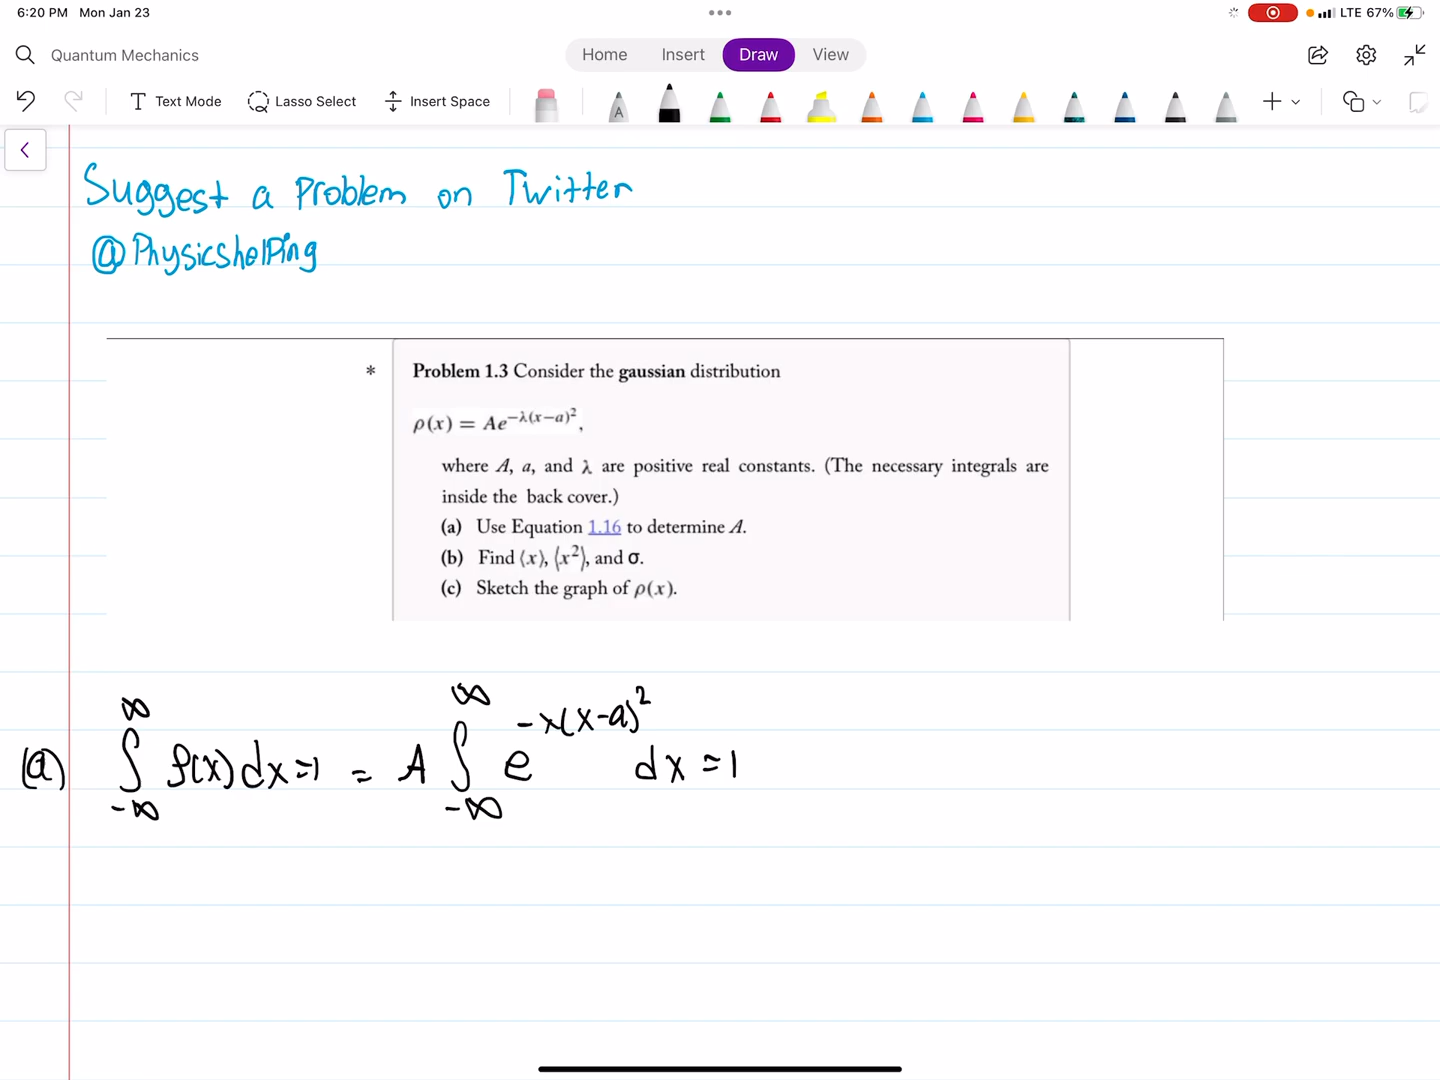 6:20 PM Mon Jan 23
LTE 67%
Quantum Mechanics
Home Insert Draw View
Text Mode Lasso Select Insert Space
A
Suggest a Problem on Twitter
@Physicshelping
* Problem 1.3 Consider the gaussian distribution
ρ(x) = Ae^{−λ(x−a)²},
where A, a, and λ are positive real constants. (The necessary integrals are
inside the back cover.)
(a) Use Equation 1.16 to determine A.
(b) Find ⟨x⟩, ⟨x²⟩, and σ.
(c) Sketch the graph of ρ(x).
(a) ∫_{-∞}^{∞} ρ(x) dx = 1 = A ∫_{-∞}^{∞} e^{-λ(x-a)²} dx = 1